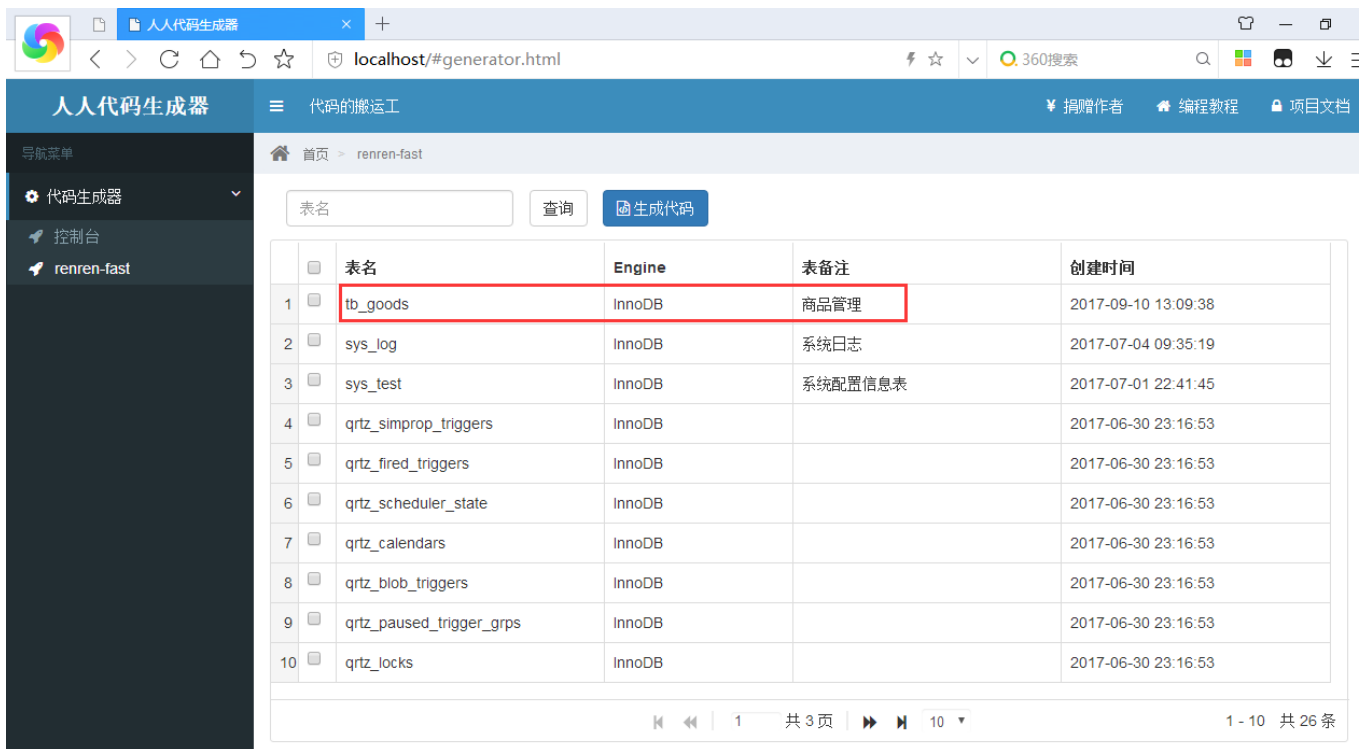 人人代码生成器
localhost/#generator.html
360搜索
人人代码生成器 代码的搬运工 ¥ 捐赠作者 编程教程 项目文档
导航菜单
首页 > renren-fast
代码生成器
控制台
renren-fast
表名 查询 生成代码
表名 Engine 表备注 创建时间
1 tb_goods InnoDB 商品管理 2017-09-10 13:09:38
2 sys_log InnoDB 系统日志 2017-07-04 09:35:19
3 sys_test InnoDB 系统配置信息表 2017-07-01 22:41:45
4 qrtz_simprop_triggers InnoDB 2017-06-30 23:16:53
5 qrtz_fired_triggers InnoDB 2017-06-30 23:16:53
6 qrtz_scheduler_state InnoDB 2017-06-30 23:16:53
7 qrtz_calendars InnoDB 2017-06-30 23:16:53
8 qrtz_blob_triggers InnoDB 2017-06-30 23:16:53
9 qrtz_paused_trigger_grps InnoDB 2017-06-30 23:16:53
10 qrtz_locks InnoDB 2017-06-30 23:16:53
1 共 3 页 10 1 - 10 共 26 条